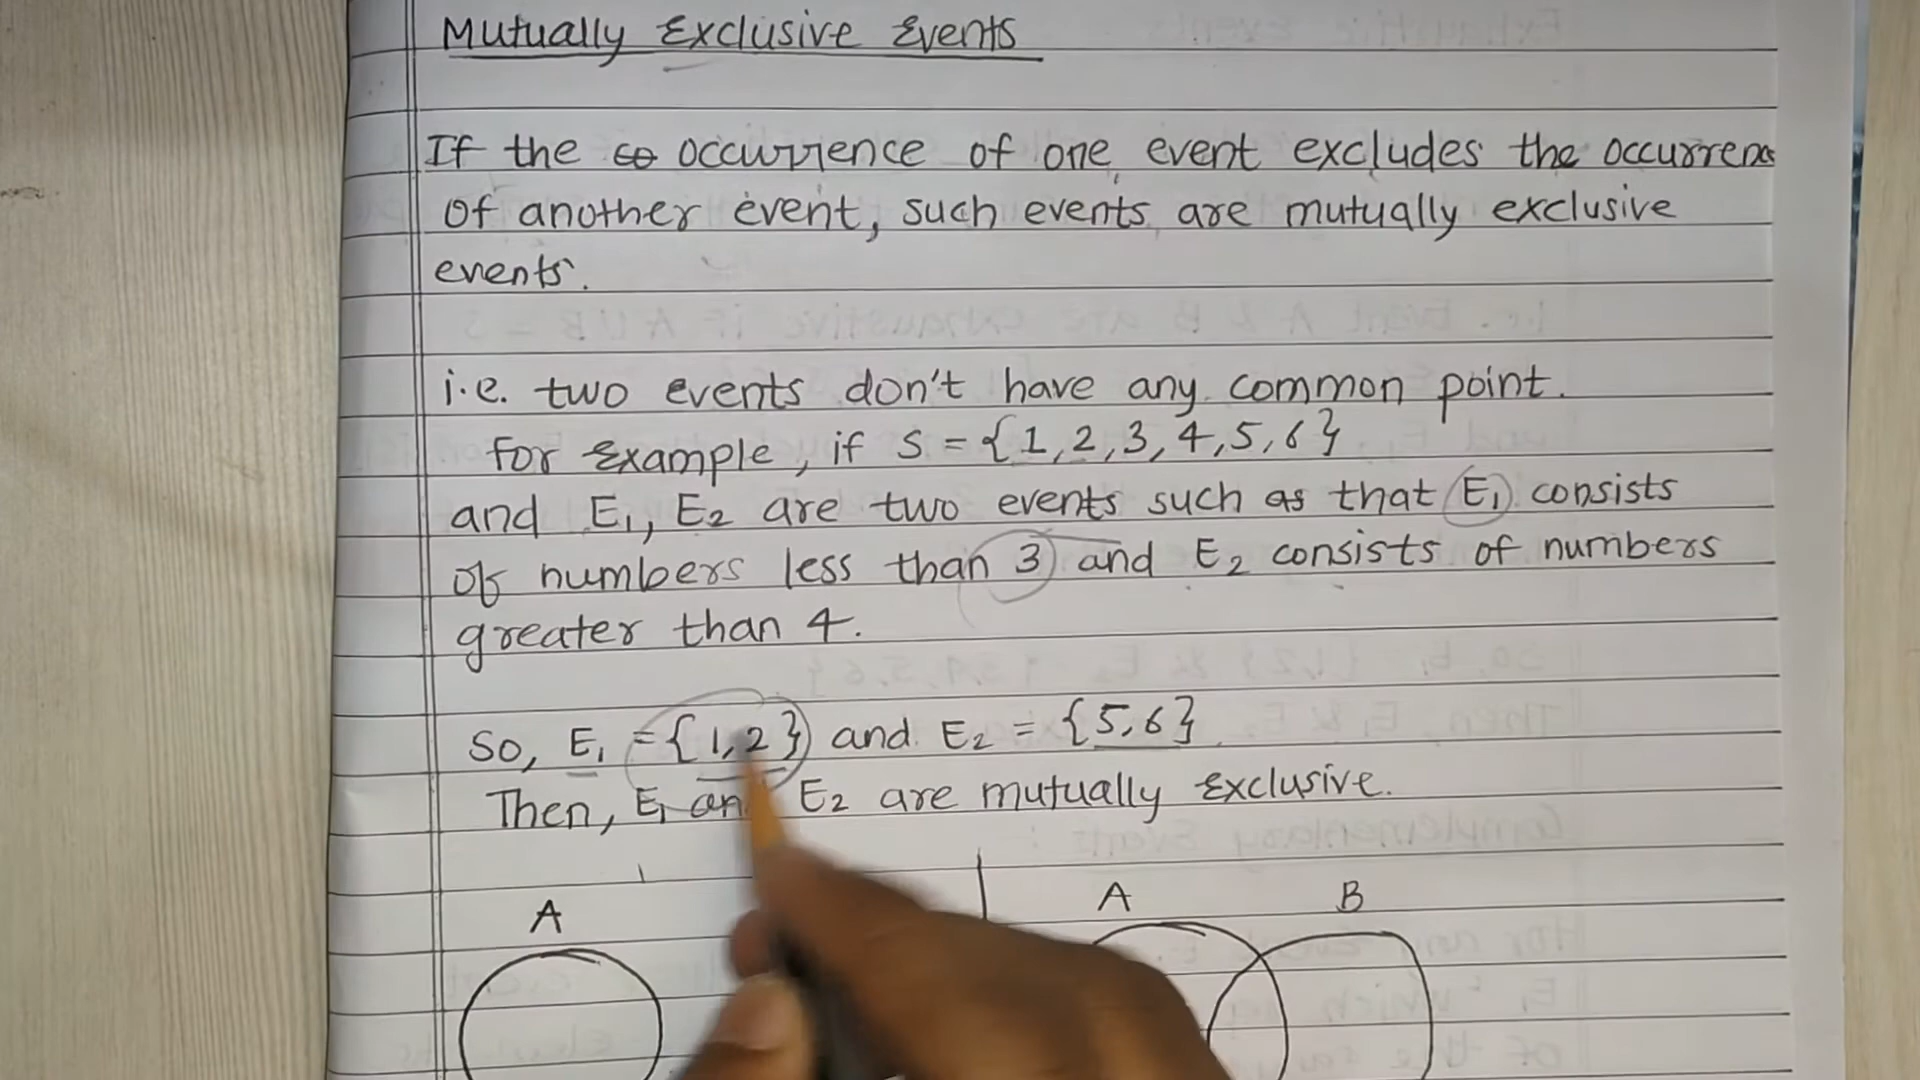 Mutually Exclusive Events
If the occurrence of one event excludes the occurrence
of another event, such events are mutually exclusive
events.
i.e. two events don't have any common point.
for Example, if S = {1, 2, 3, 4, 5, 6}
and E₁, E₂ are two events such as that E₁ consists
of numbers less than 3 and E₂ consists of numbers
greater than 4.
So, E₁ = {1, 2} and E₂ = {5, 6}
Then, E₁ and E₂ are mutually Exclusive.
A A B